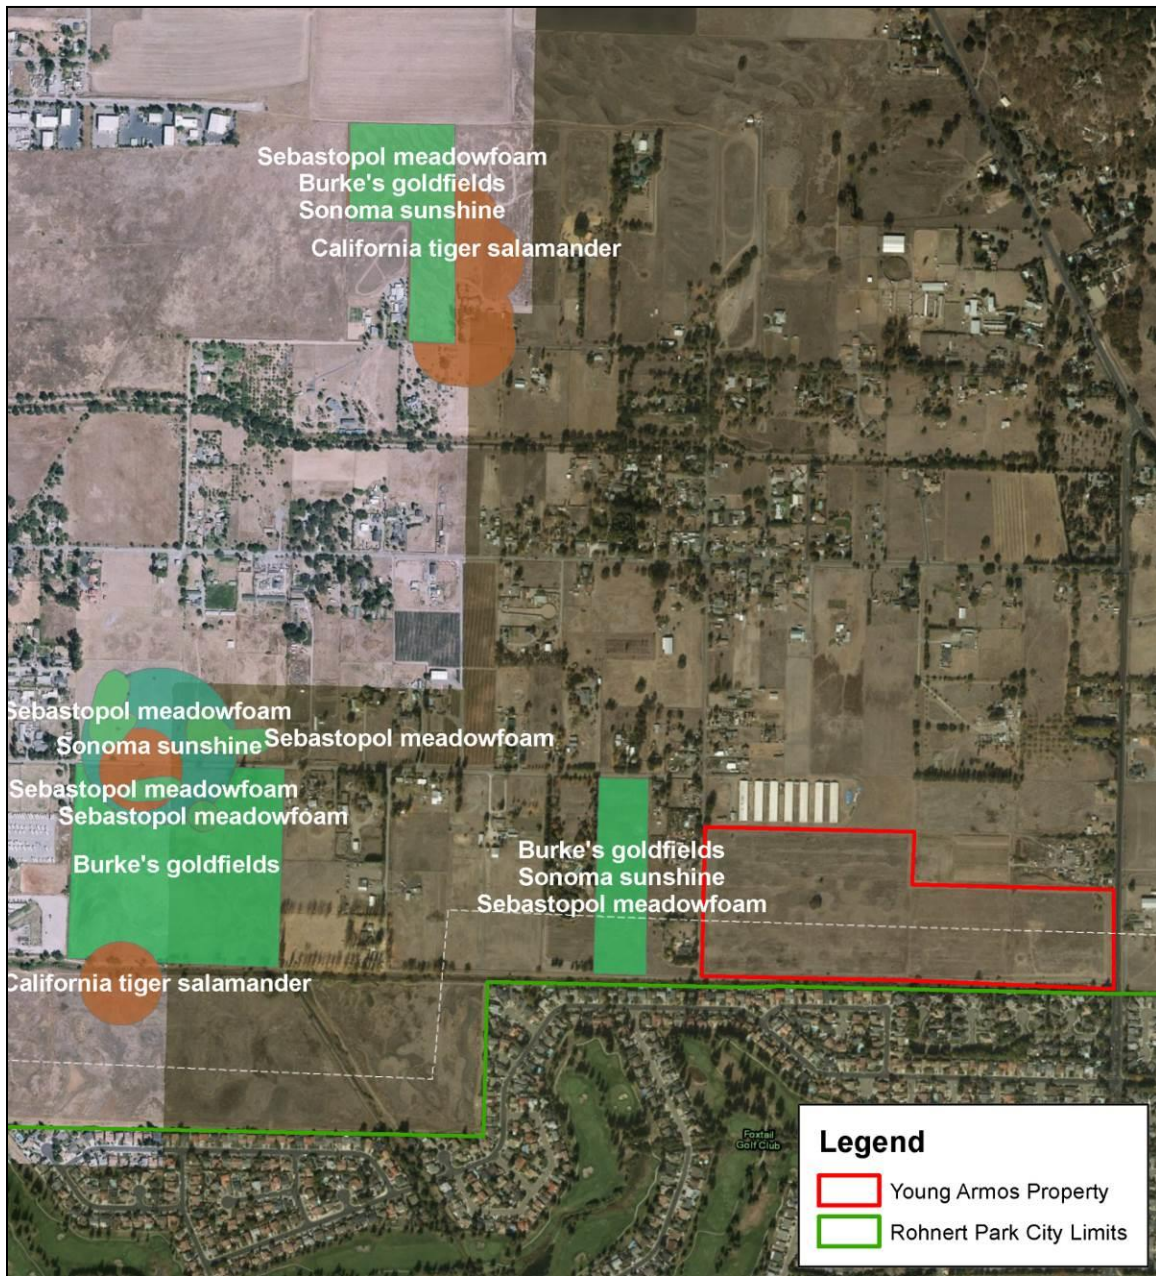 Sebastopol meadowfoam
Burke's goldfields
Sonoma sunshine
California tiger salamander
Sebastopol meadowfoam
Sonoma sunshine
Sebastopol meadowfoam
Sebastopol meadowfoam
Sebastopol meadowfoam
Burke's goldfields
Burke's goldfields
Sonoma sunshine
Sebastopol meadowfoam
California tiger salamander
Foxtail
Golf Club
Legend
Young Armos Property
Rohnert Park City Limits